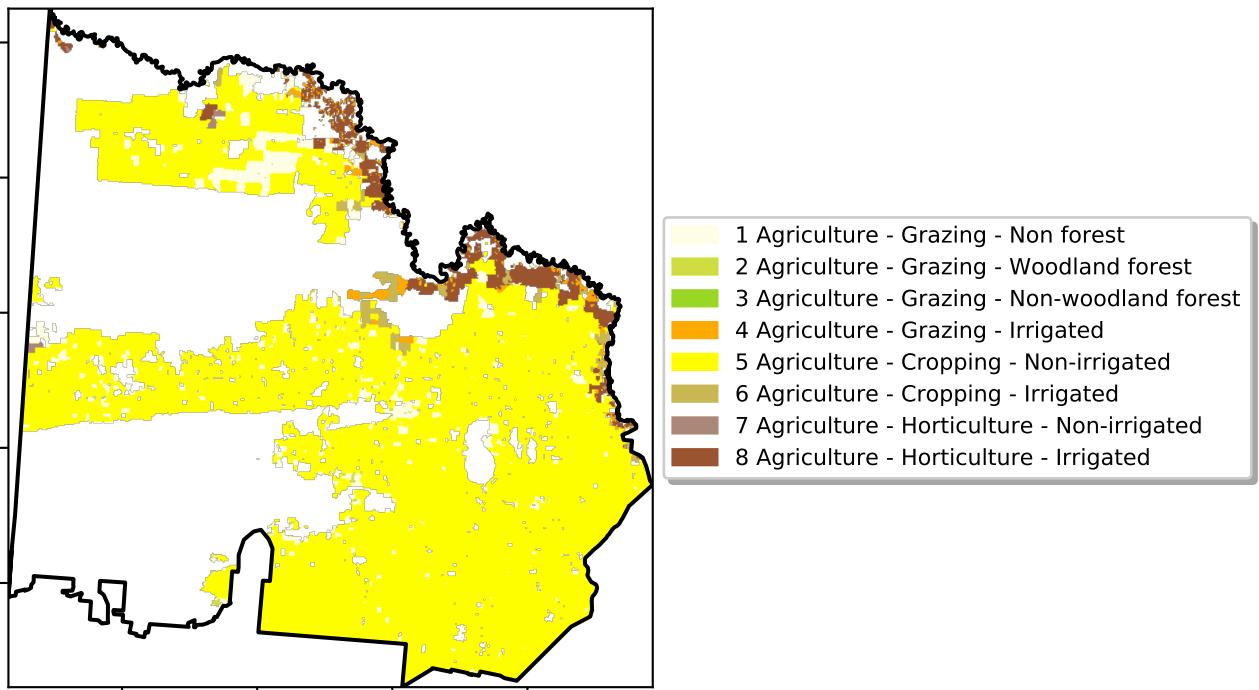 1 Agriculture - Grazing - Non forest
2 Agriculture - Grazing - Woodland forest
3 Agriculture - Grazing - Non-woodland forest
4 Agriculture - Grazing - Irrigated
5 Agriculture - Cropping - Non-irrigated
6 Agriculture - Cropping - Irrigated
7 Agriculture - Horticulture - Non-irrigated
8 Agriculture - Horticulture - Irrigated